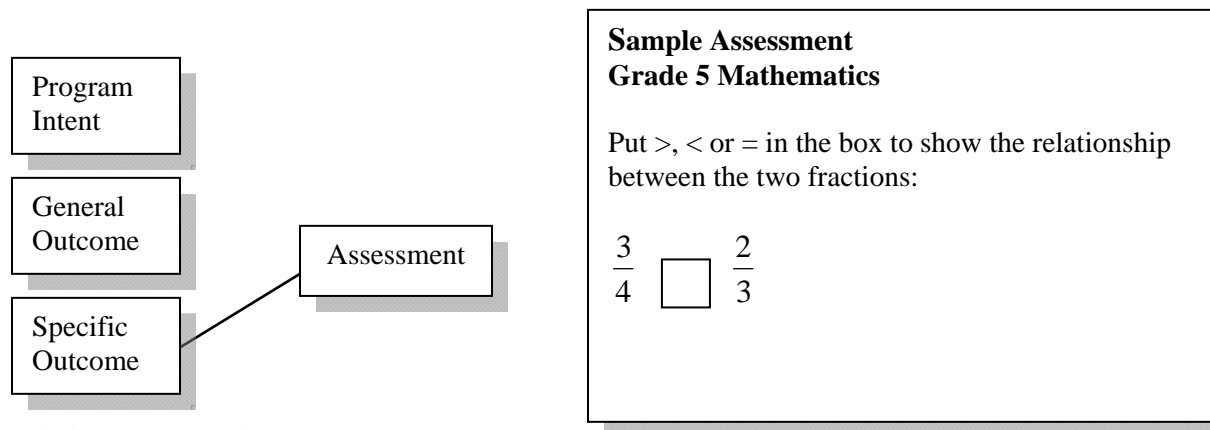 Program
Intent
General
Outcome
Specific
Outcome
Assessment
Sample Assessment
Grade 5 Mathematics
Put >, < or = in the box to show the relationship
between the two fractions:
3 2
4 3